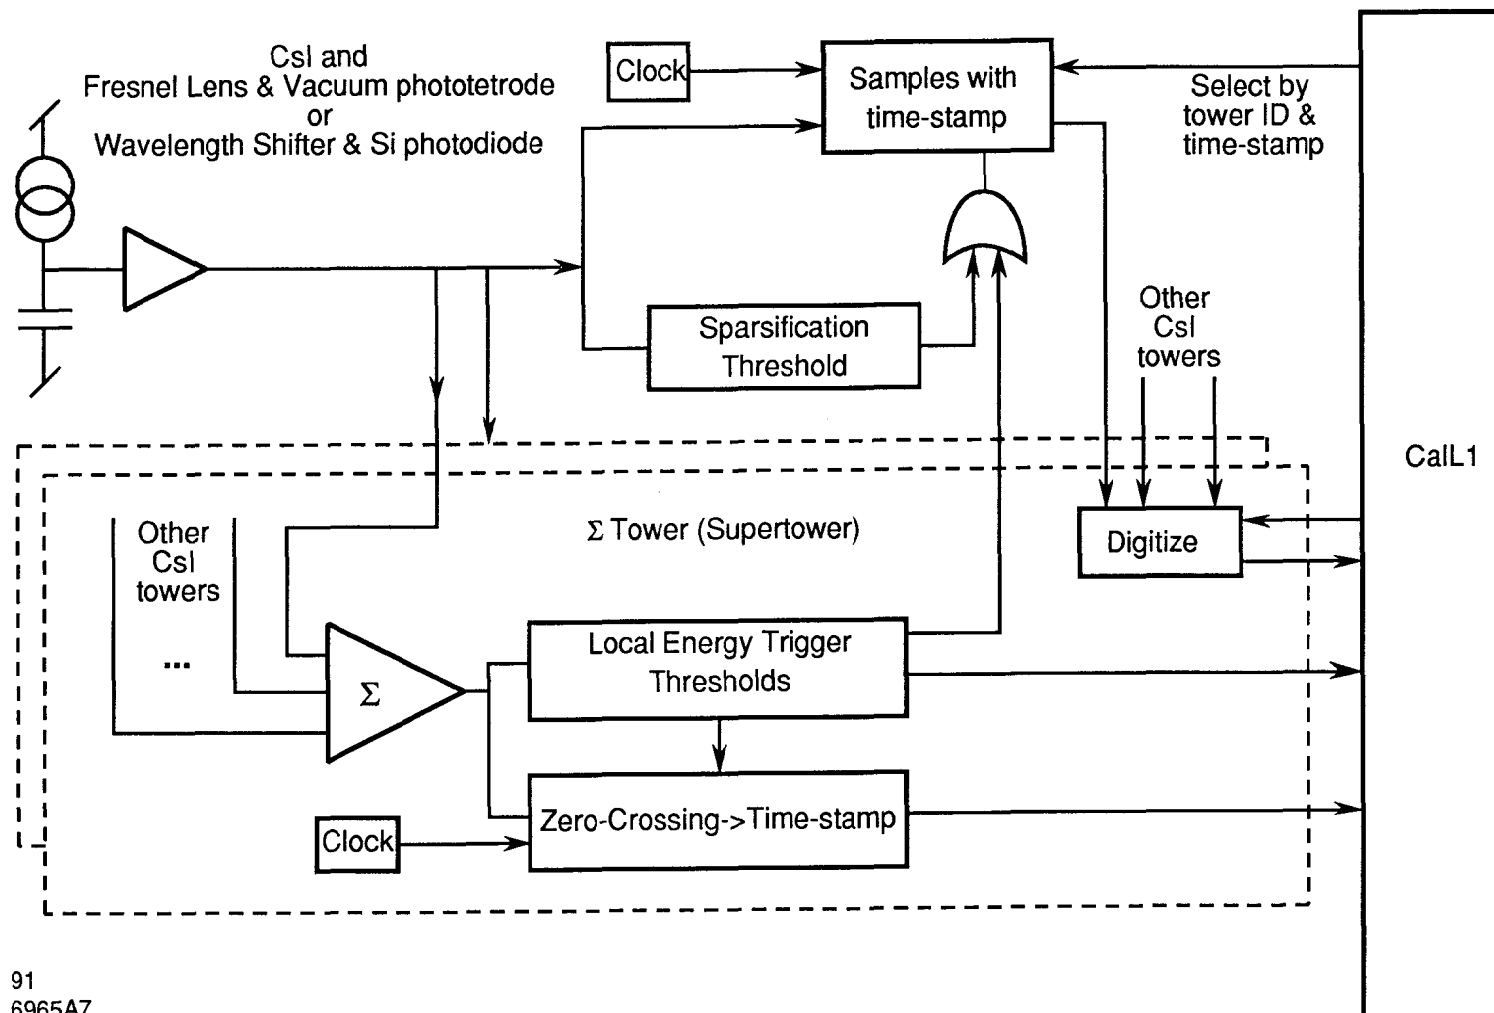 CsI and
Fresnel Lens & Vacuum phototetrode
or
Wavelength Shifter & Si photodiode
Clock
Samples with
time-stamp
Select by
tower ID &
time-stamp
Sparsification
Threshold
Other
CsI
towers
CalL1
Σ Tower (Supertower)
Digitize
Other
CsI
towers
...
Σ
Local Energy Trigger
Thresholds
Zero-Crossing->Time-stamp
Clock
91
6965A7